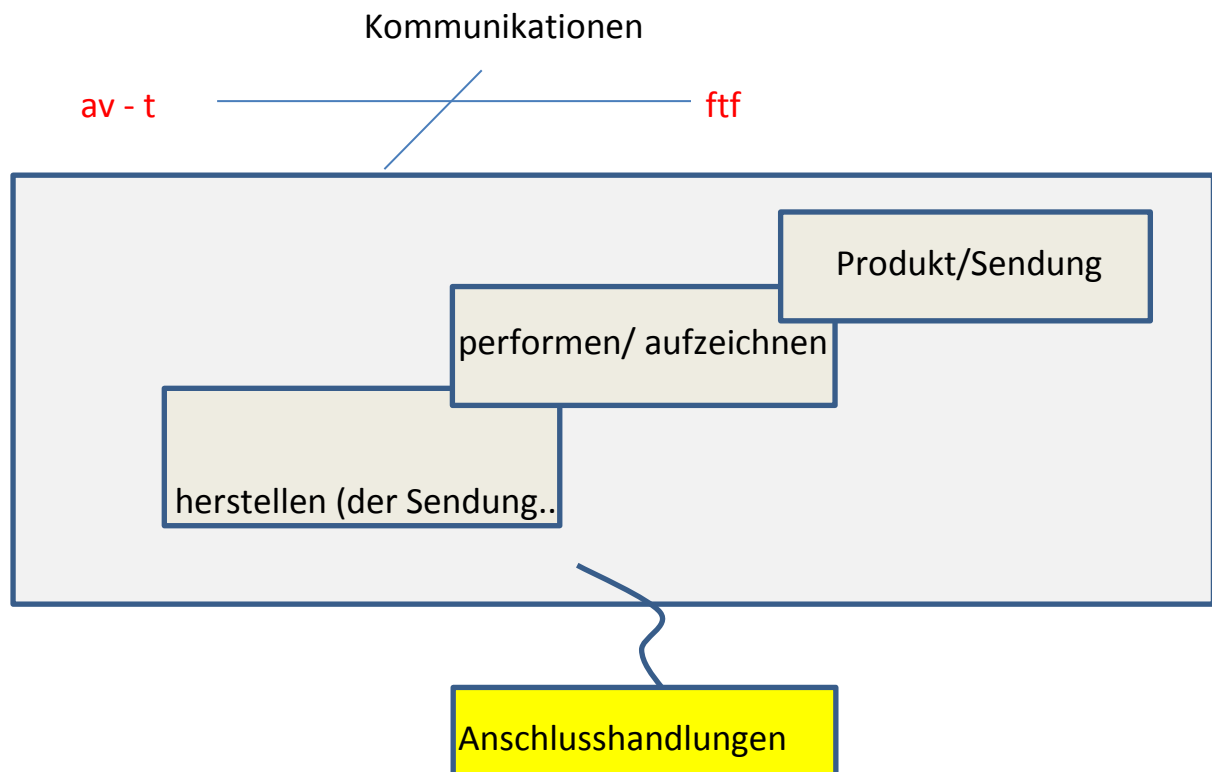 Kommunikationen
av - t
ftf
Produkt/Sendung
performen/ aufzeichnen
herstellen (der Sendung..
Anschlusshandlungen